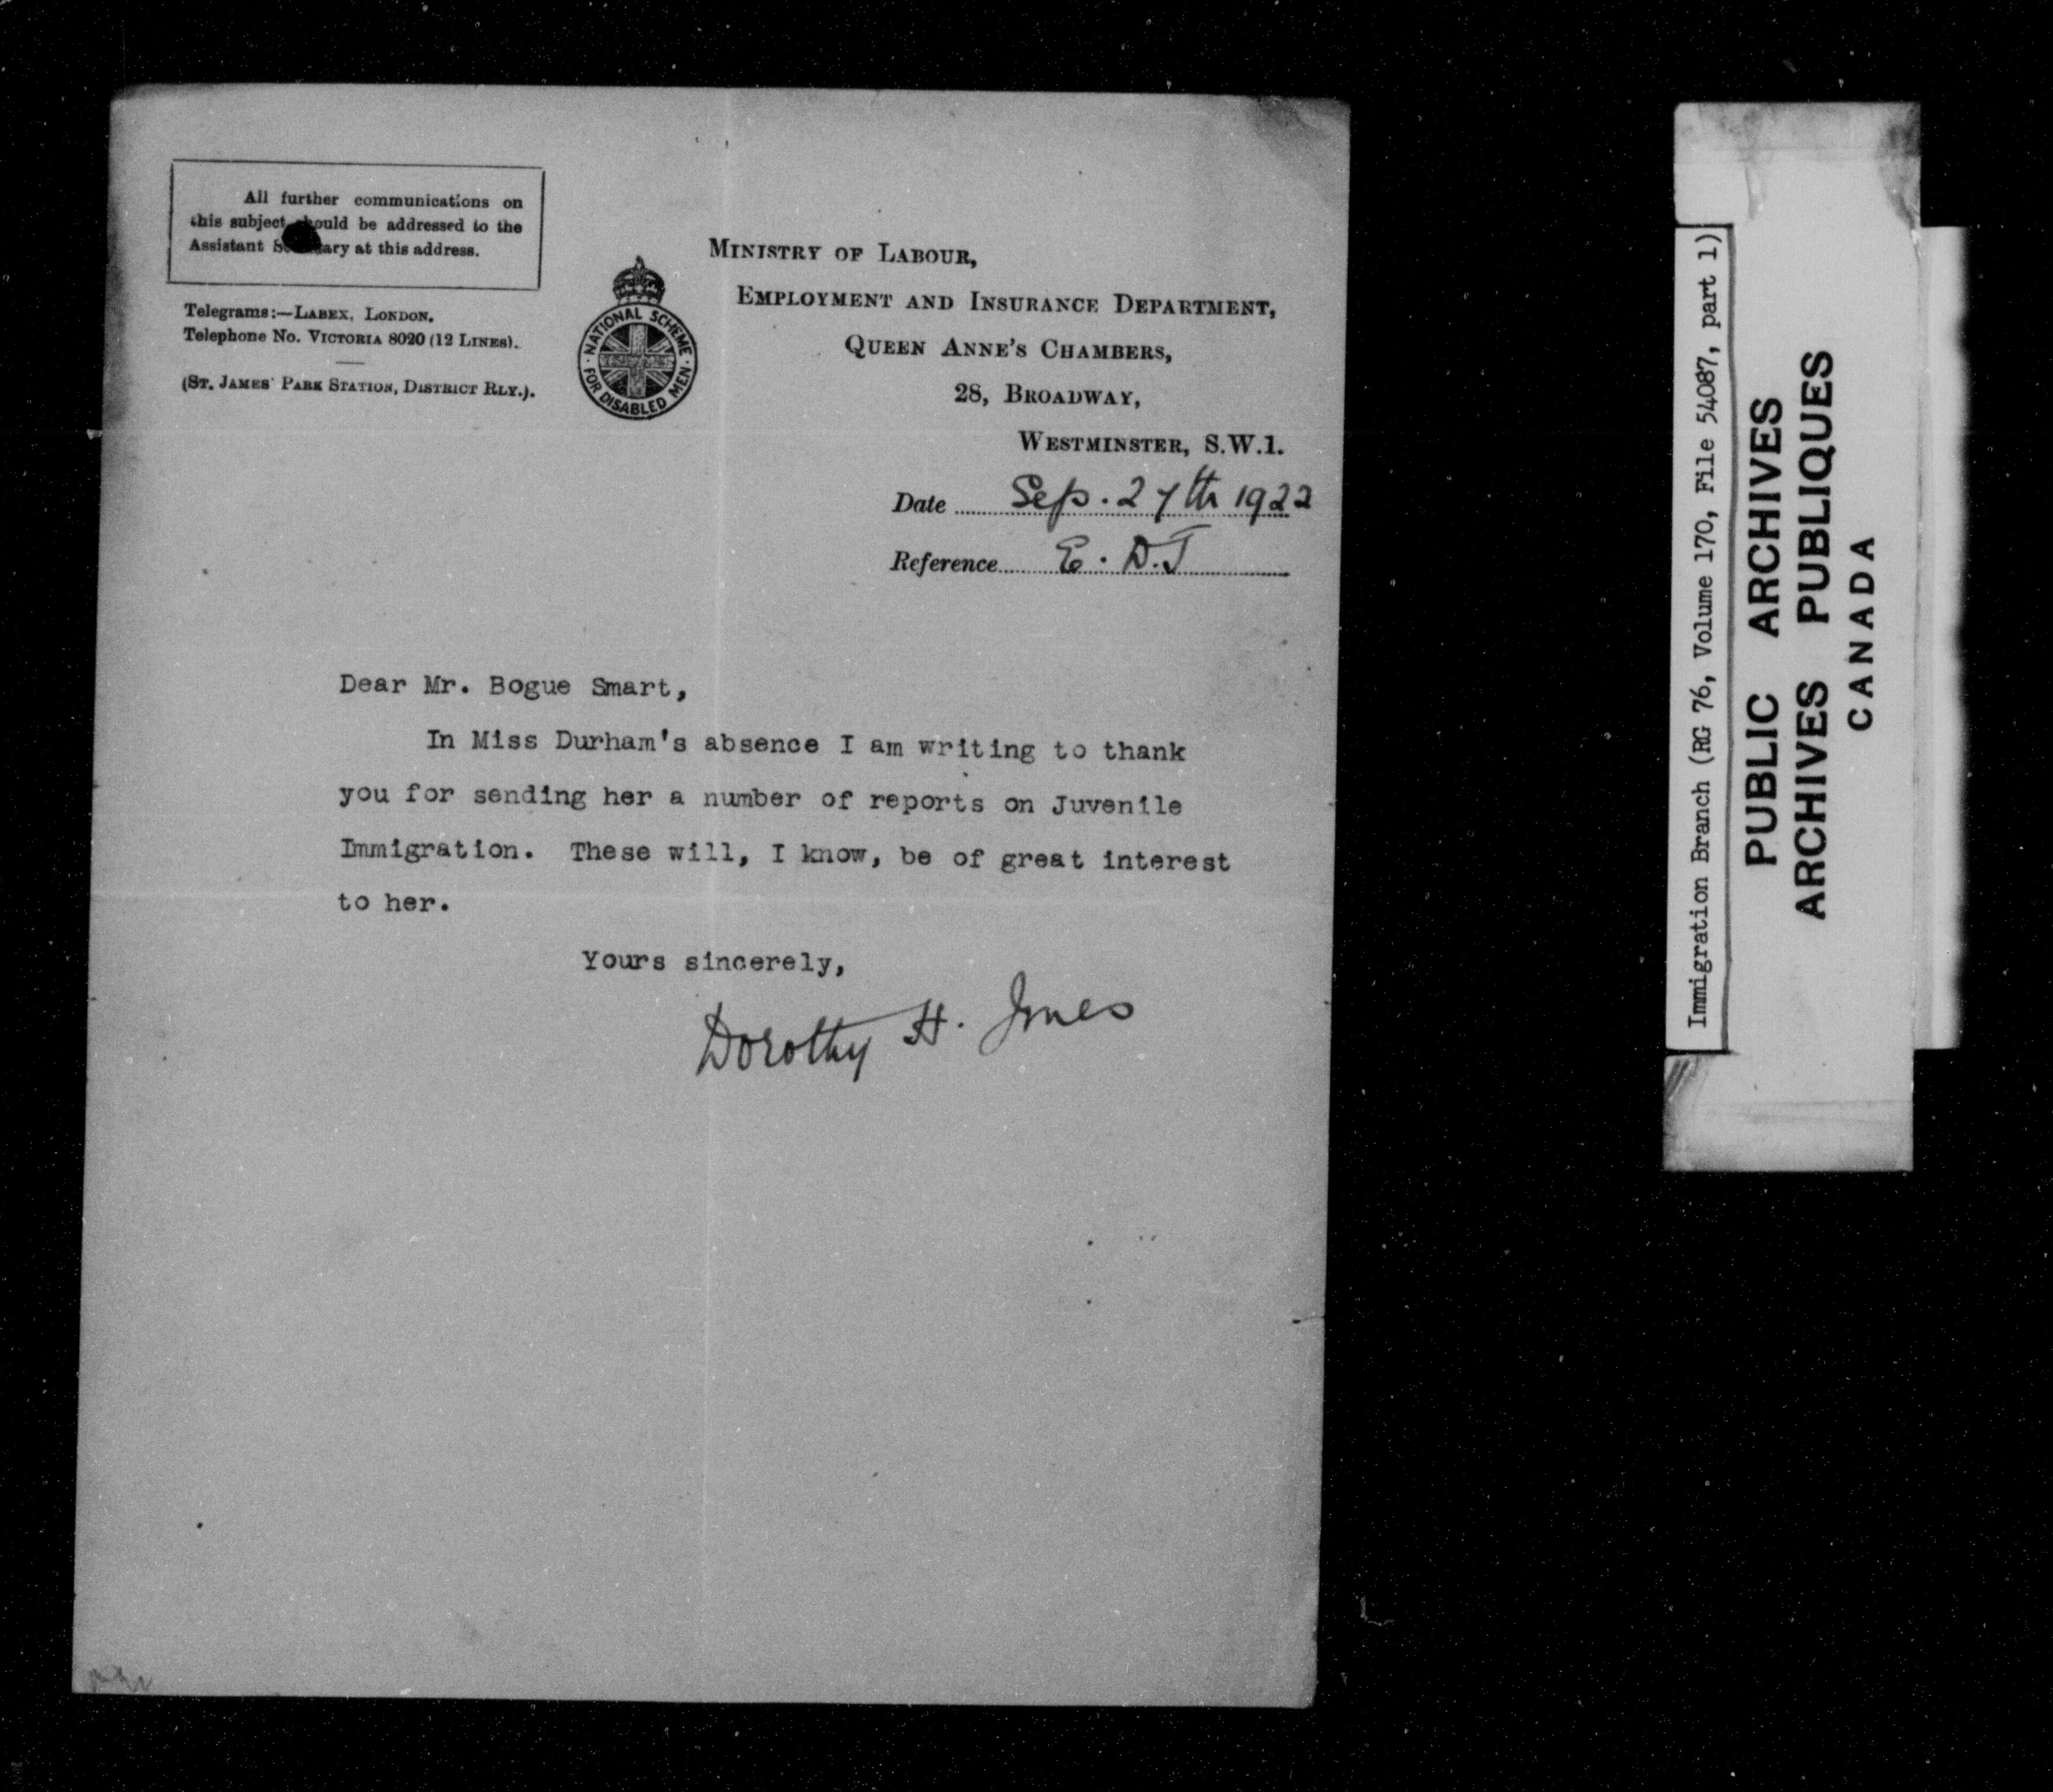 All further communications on
this subject should be addressed to the
Assistant Secretary at this address.
Telegrams:—LABEX, LONDON.
Telephone No. VICTORIA 8020 (12 LINES).
(ST. JAMES' PARK STATION, DISTRICT RLY.).
NATIONAL SCHEME
FOR DISABLED MEN
MINISTRY OF LABOUR,
EMPLOYMENT AND INSURANCE DEPARTMENT,
QUEEN ANNE'S CHAMBERS,
28, BROADWAY,
WESTMINSTER, S.W.1.
Date Sep. 27th 1922
Reference E. D.J
Dear Mr. Bogue Smart,
In Miss Durham's absence I am writing to thank
you for sending her a number of reports on Juvenile
Immigration. These will, I know, be of great interest
to her.
Yours sincerely,
Dorothy H. Jones
Immigration Branch (RG 76, Volume 170, File 54087, part 1)
PUBLIC ARCHIVES
ARCHIVES PUBLIQUES
CANADA